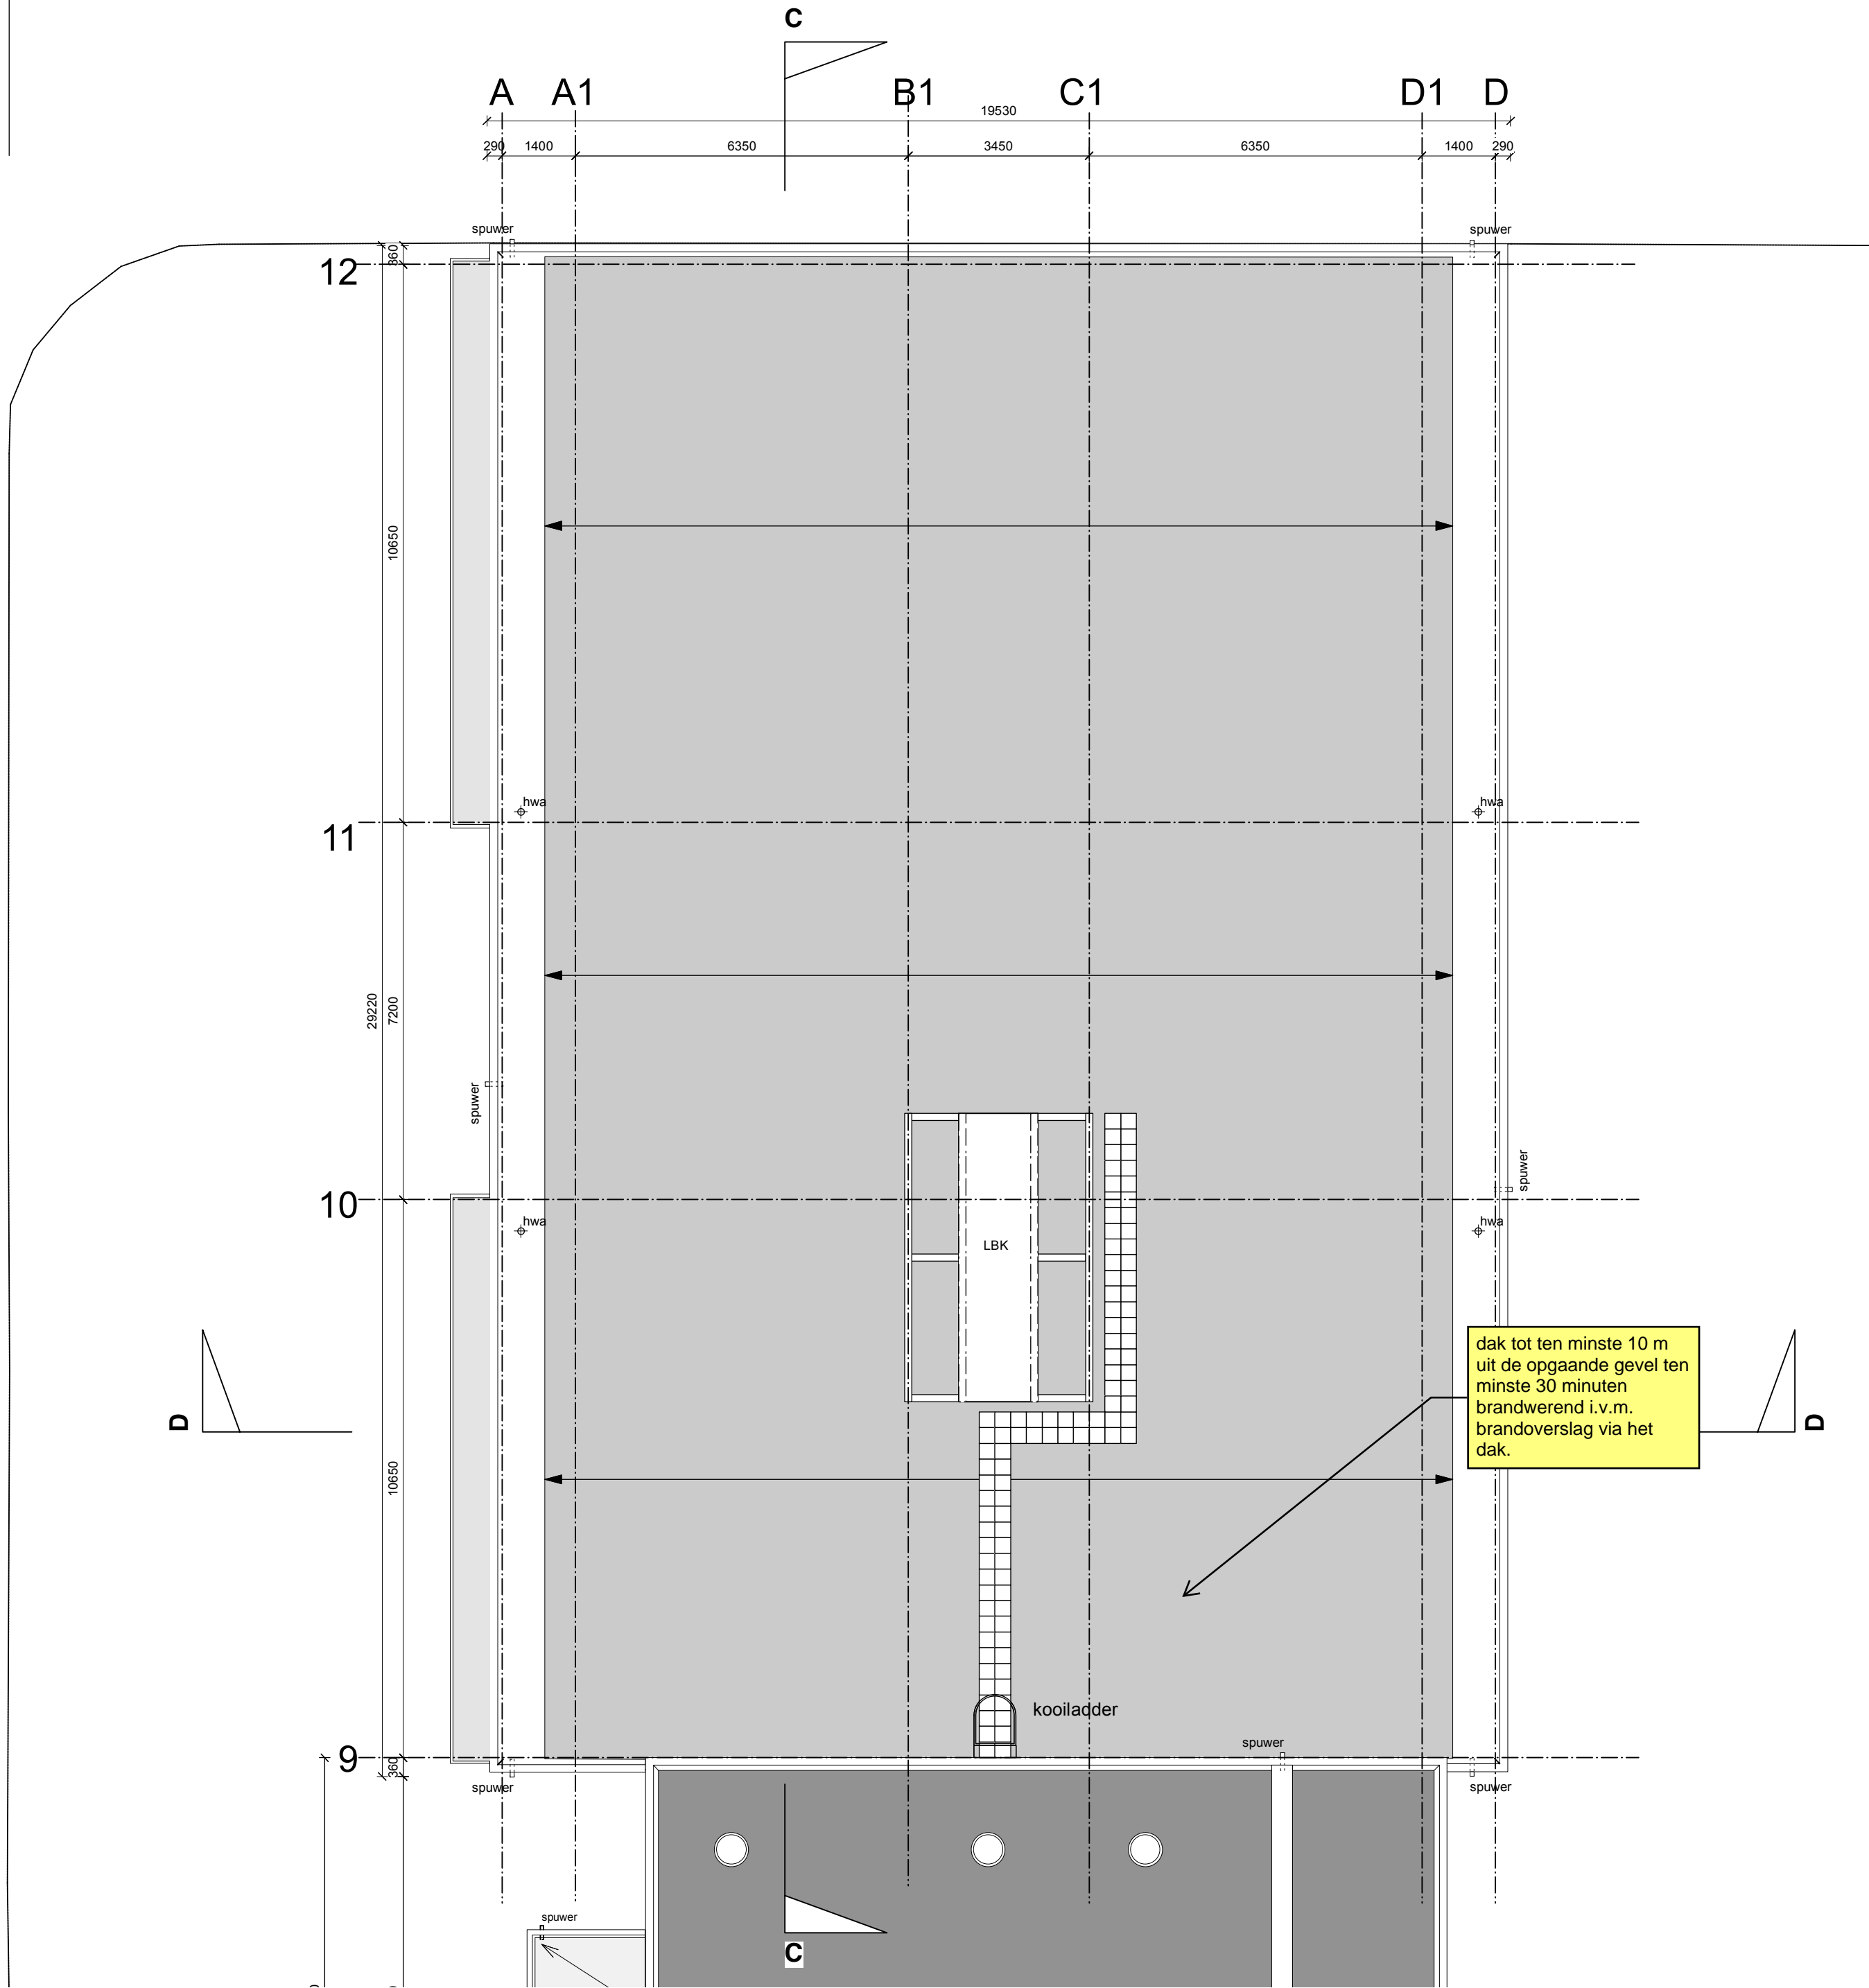 C
A A1 B1 C1 D1 D
19530
290 1400 6350 3450 6350 1400 290
spuwer spuwer
360
12
10650
hwa hwa
11
29220
7200
spuwer
spuwer
10
hwa hwa
LBK
dak tot ten minste 10 m
uit de opgaande gevel ten
minste 30 minuten
brandwerend i.v.m.
brandoverslag via het
dak.
D D
10650
kooiladder
spuwer
9
360
spuwer spuwer
spuwer
C